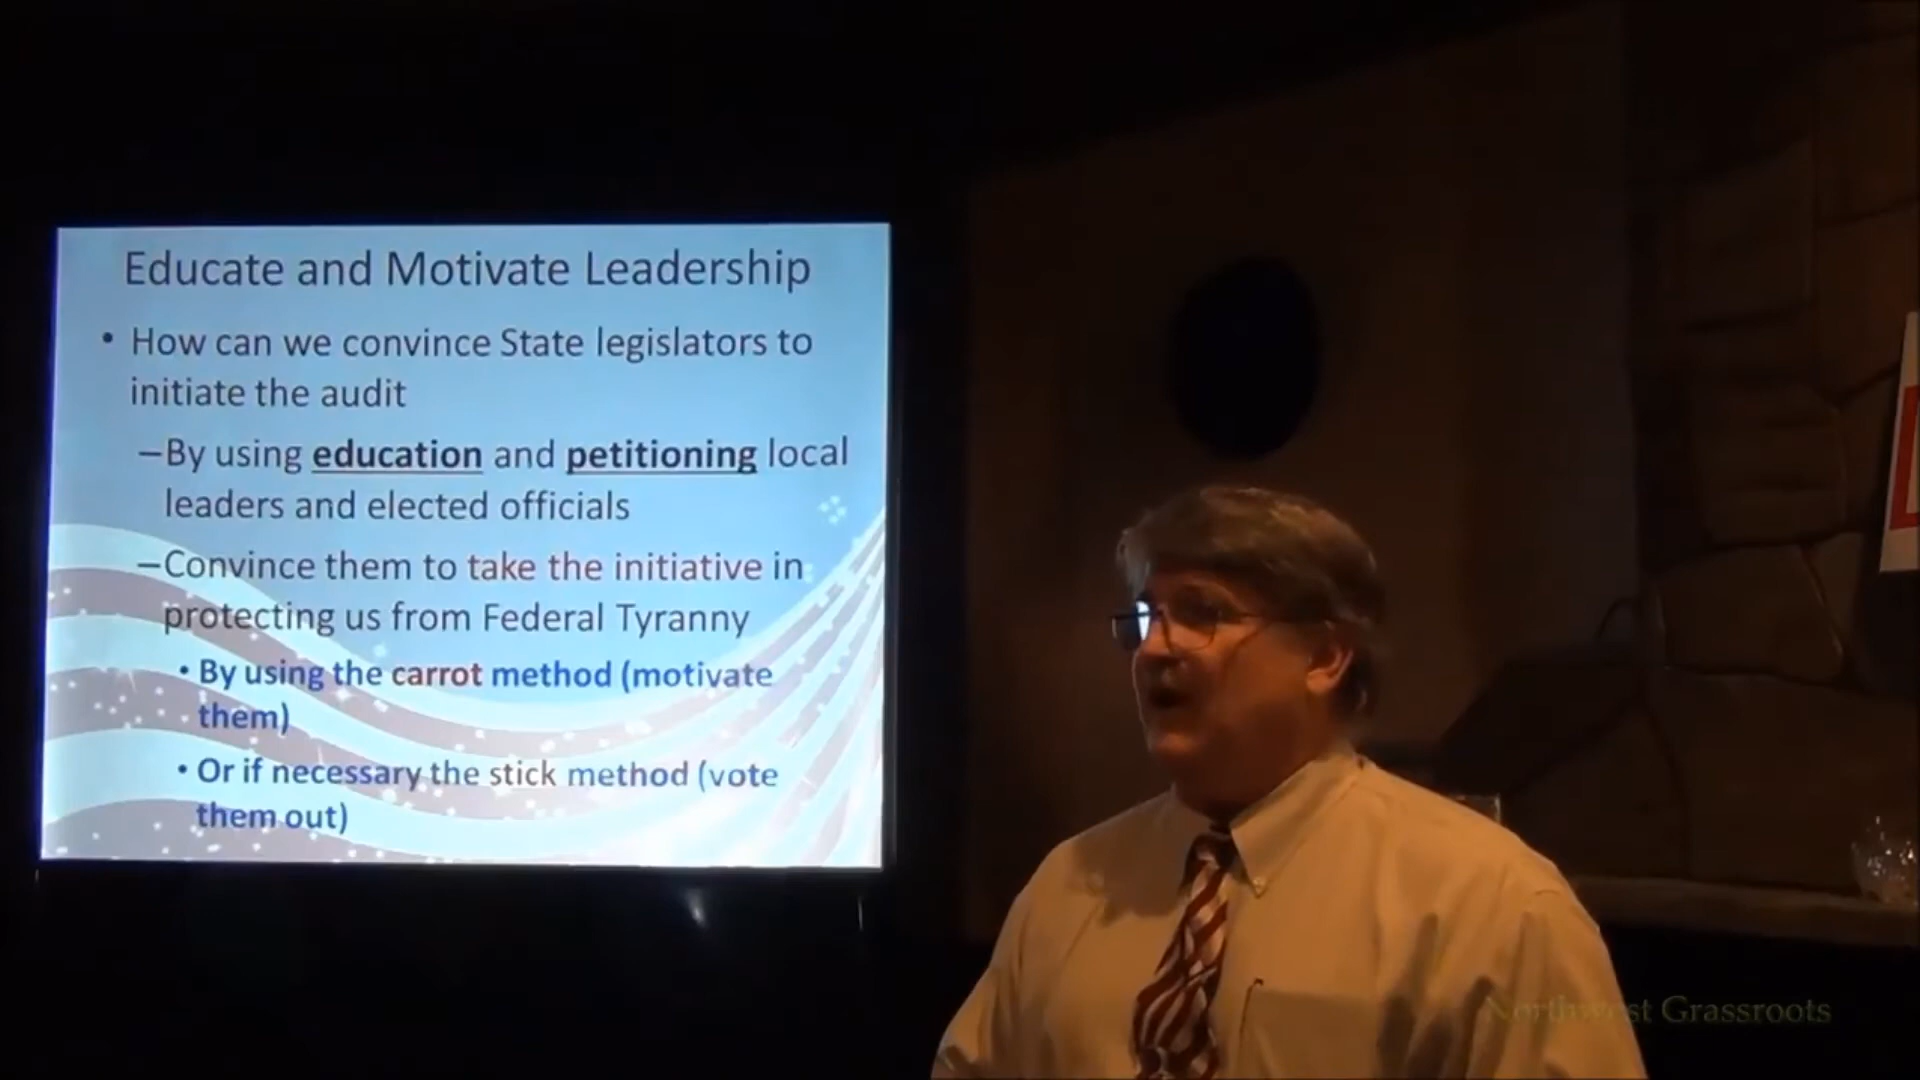 Educate and Motivate Leadership
• How can we convince State legislators to
initiate the audit
–By using education and petitioning local
leaders and elected officials
–Convince them to take the initiative in
protecting us from Federal Tyranny
• By using the carrot method (motivate
them)
• Or if necessary the stick method (vote
them out)
Northwest Grassroots